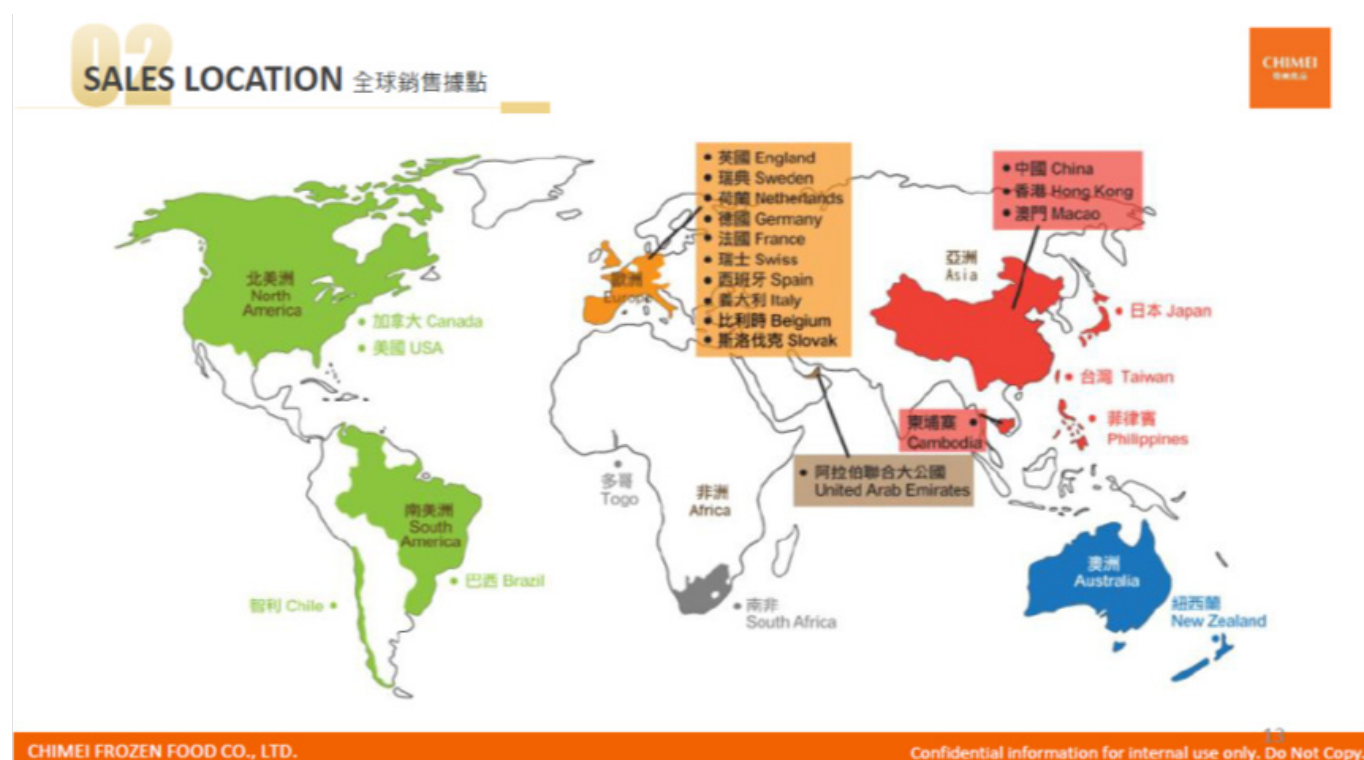 02
SALES LOCATION 全球銷售據點
CHIMEI
奇美食品
• 英國 England
• 瑞典 Sweden
• 荷蘭 Netherlands
• 德國 Germany
• 法國 France
• 瑞士 Swiss
• 西班牙 Spain
• 義大利 Italy
• 比利時 Belgium
• 斯洛伐克 Slovak
• 中國 China
• 香港 Hong Kong
• 澳門 Macao
亞洲
Asia
北美洲
North
America
• 加拿大 Canada
• 美國 USA
歐洲
Europe
• 日本 Japan
• 台灣 Taiwan
• 菲律賓
Philippines
柬埔寨 •
Cambodia
• 阿拉伯聯合大公國
United Arab Emirates
多哥
Togo
非洲
Africa
南美洲
South
America
• 巴西 Brazil
智利 Chile •
• 南非
South Africa
澳洲
Australia
紐西蘭
New Zealand
13
CHIMEI FROZEN FOOD CO., LTD.
Confidential information for internal use only. Do Not Copy.